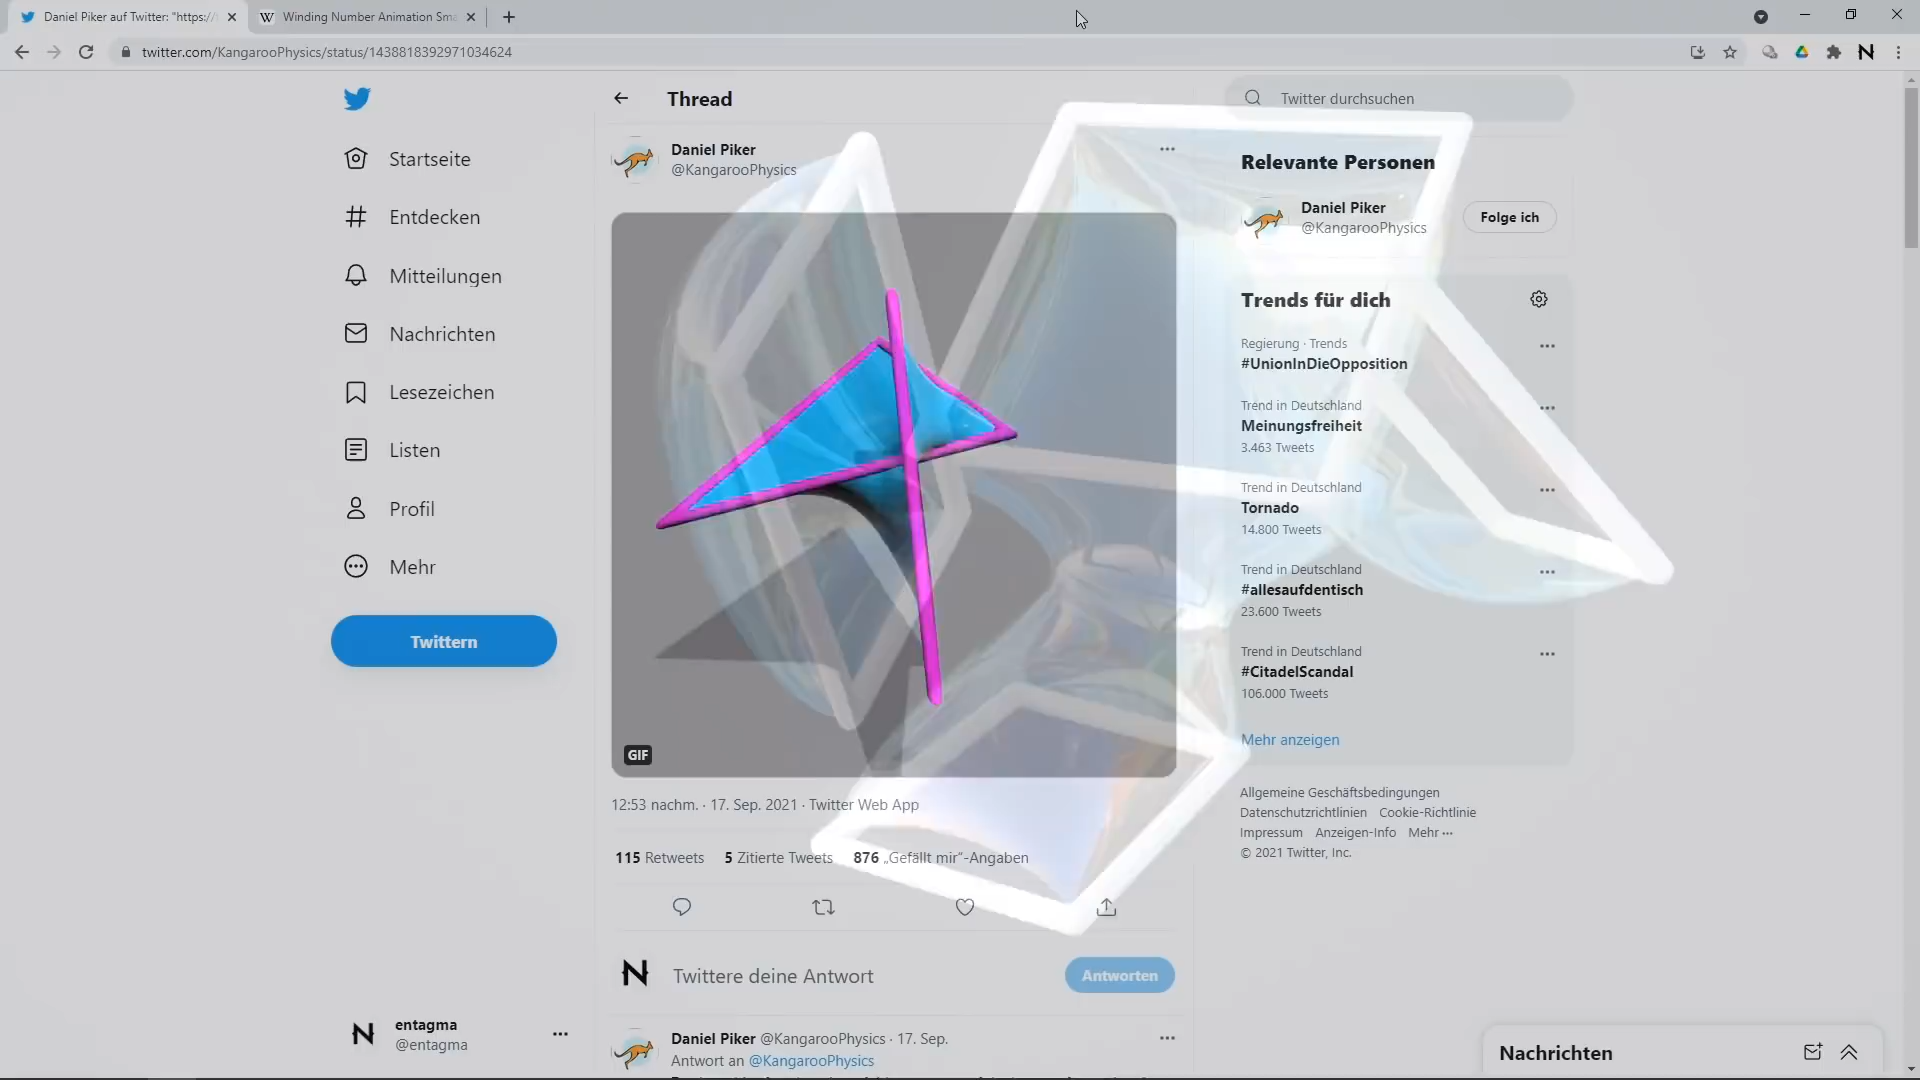 Daniel Piker auf Twitter: "https://
Winding Number Animation Sma
twitter.com/KangarooPhysics/status/1438818392971034624
Startseite
Entdecken
Mitteilungen
Nachrichten
Lesezeichen
Listen
Profil
Mehr
Twittern
entagma
@entagma
Thread
Daniel Piker
@KangarooPhysics
GIF
12:53 nachm. · 17. Sep. 2021 · Twitter Web App
115 Retweets 5 Zitierte Tweets 876 „Gefällt mir“-Angaben
Twittere deine Antwort
Antworten
Daniel Piker @KangarooPhysics · 17. Sep.
Antwort an @KangarooPhysics
Twitter durchsuchen
Relevante Personen
Daniel Piker
@KangarooPhysics
Folge ich
Trends für dich
Regierung · Trends
#UnionInDieOpposition
Trend in Deutschland
Meinungsfreiheit
3.463 Tweets
Trend in Deutschland
Tornado
14.800 Tweets
Trend in Deutschland
#allesaufdentisch
23.600 Tweets
Trend in Deutschland
#CitadelScandal
106.000 Tweets
Mehr anzeigen
Allgemeine Geschäftsbedingungen
Datenschutzrichtlinien Cookie-Richtlinie
Impressum Anzeigen-Info Mehr ···
© 2021 Twitter, Inc.
Nachrichten